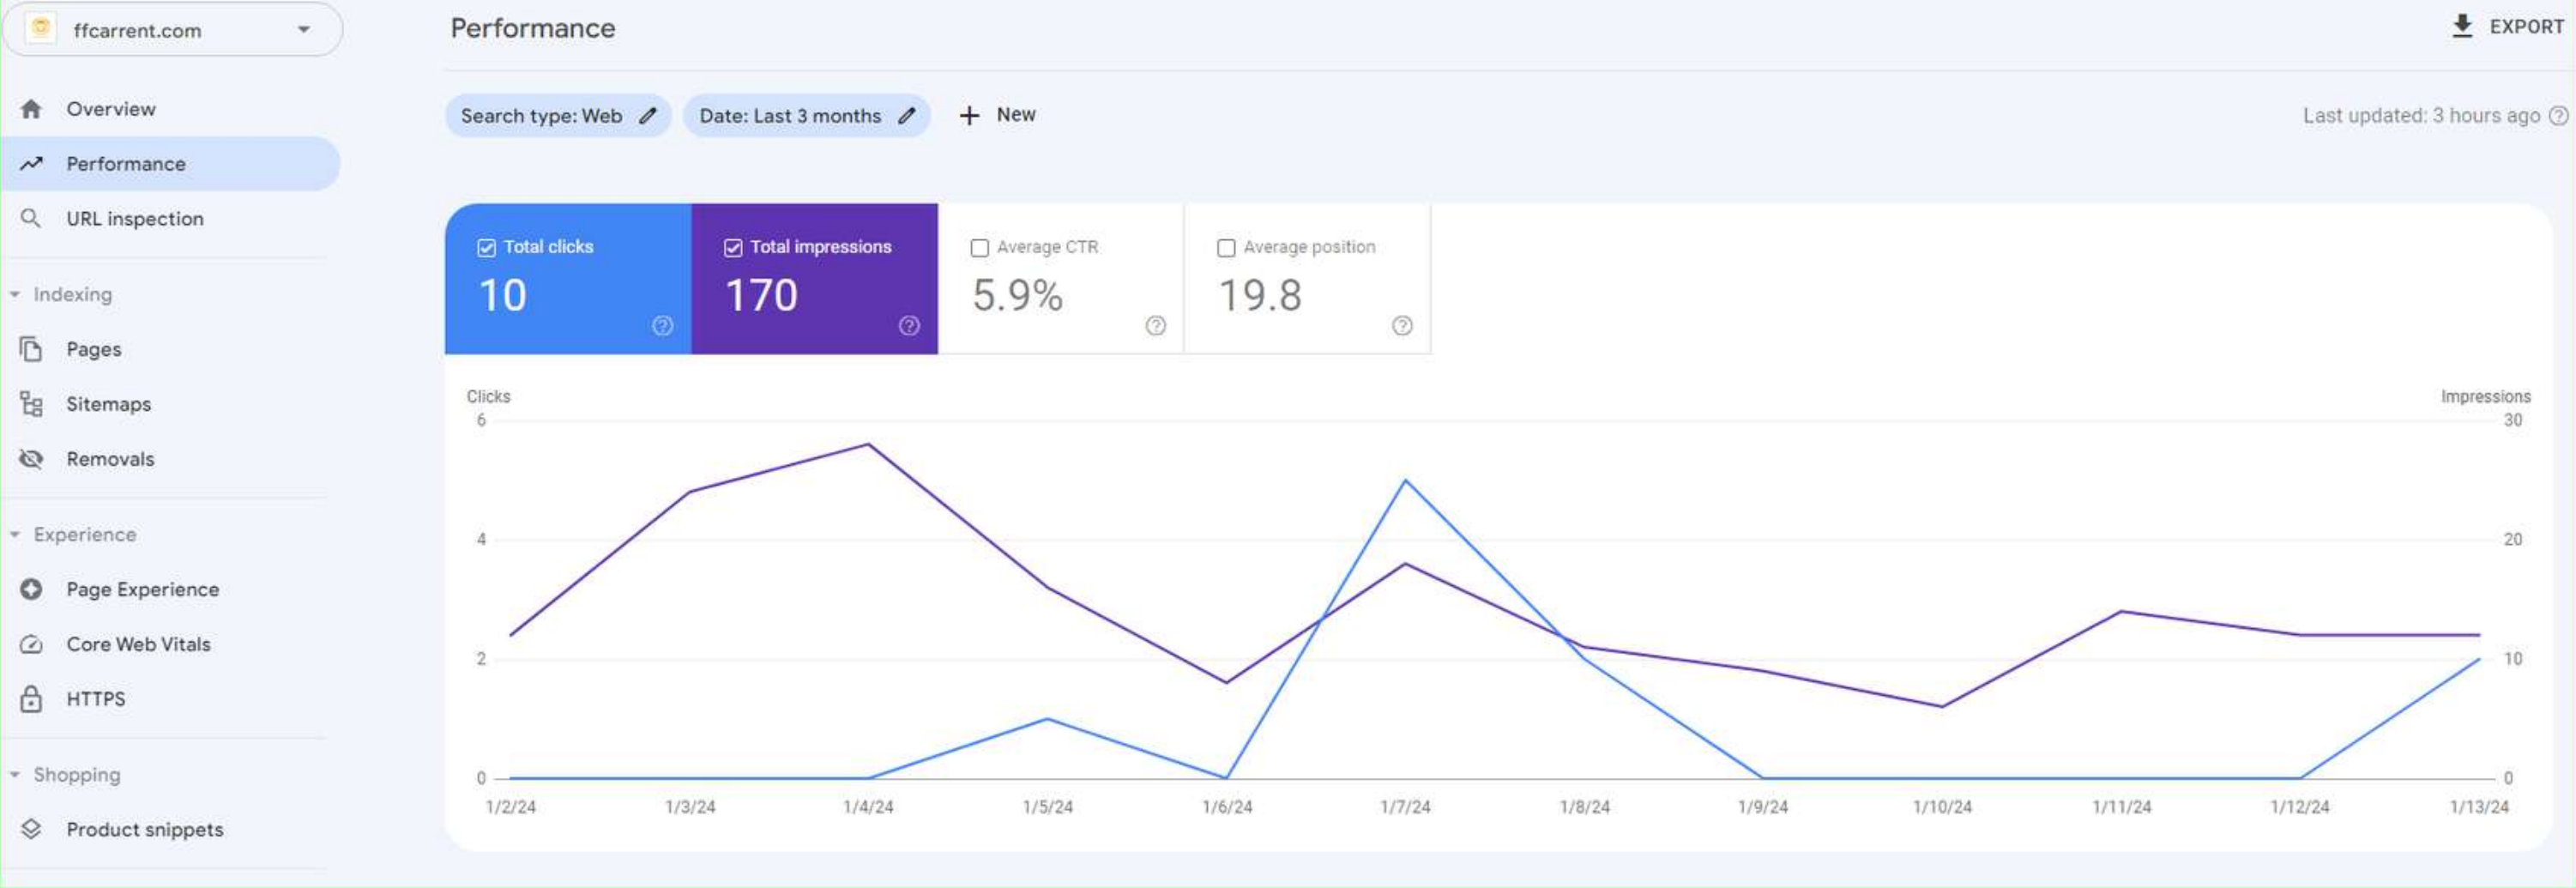 ffcarrent.com
Overview
Performance
URL inspection
Indexing
Pages
Sitemaps
Removals
Experience
Page Experience
Core Web Vitals
HTTPS
Shopping
Product snippets
Performance
EXPORT
Search type: Web
Date: Last 3 months
+ New
Last updated: 3 hours ago
Total clicks
10
Total impressions
170
Average CTR
5.9%
Average position
19.8
Clicks
Impressions
6
30
4
20
2
10
0
0
1/2/24 1/3/24 1/4/24 1/5/24 1/6/24 1/7/24 1/8/24 1/9/24 1/10/24 1/11/24 1/12/24 1/13/24